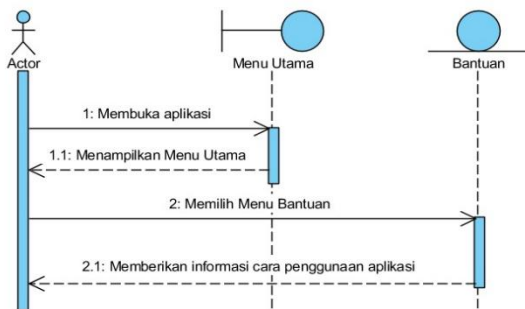 Actor
Menu Utama
Bantuan
1: Membuka aplikasi
1.1: Menampilkan Menu Utama
2: Memilih Menu Bantuan
2.1: Memberikan informasi cara penggunaan aplikasi